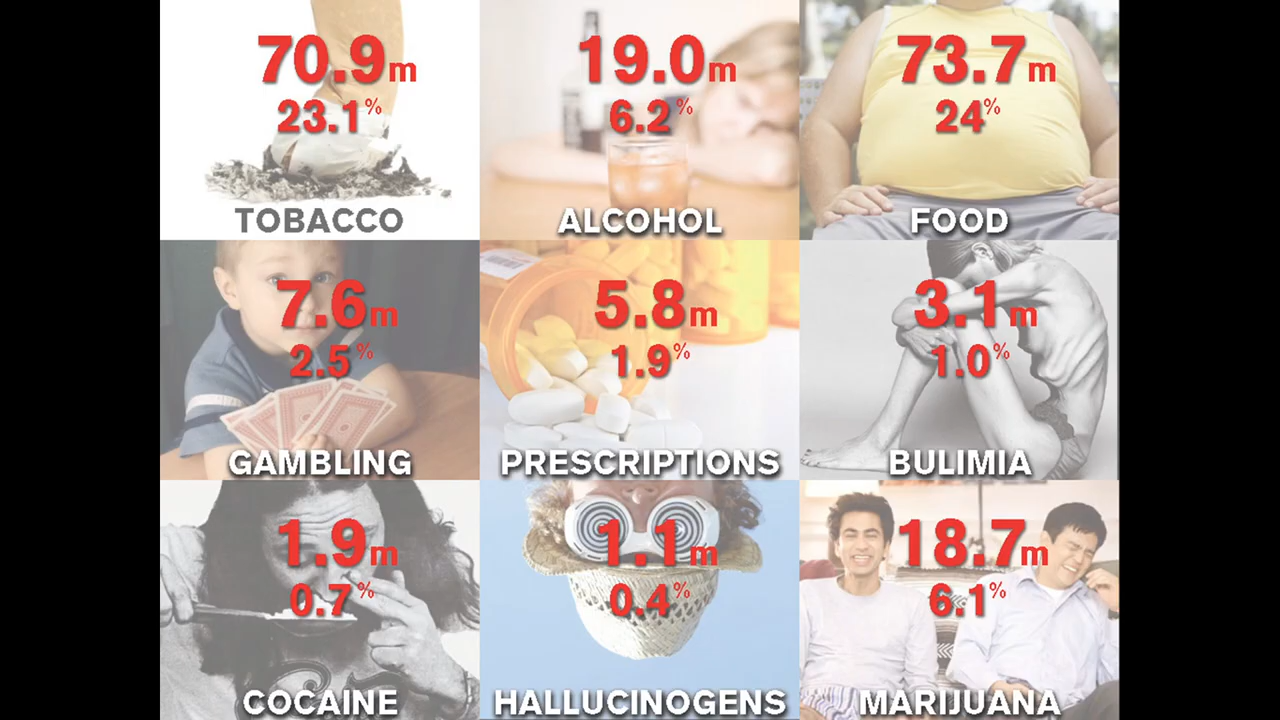 70.9m
23.1%
TOBACCO
19.0m
6.2%
ALCOHOL
73.7m
24%
FOOD
7.6m
2.5%
GAMBLING
5.8m
1.9%
PRESCRIPTIONS
3.1m
1.0%
BULIMIA
1.9m
0.7%
COCAINE
1.1m
0.4%
HALLUCINOGENS
18.7m
6.1%
MARIJUANA